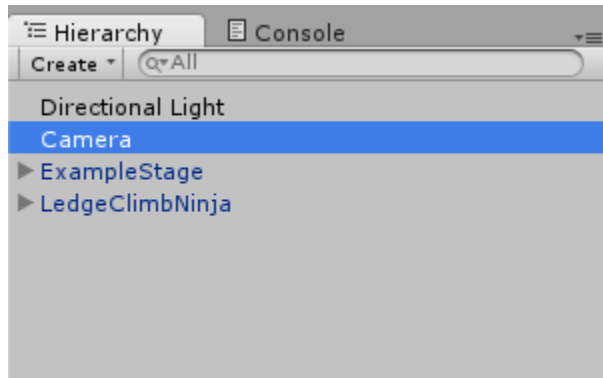 Hierarchy Console
Create All
Directional Light
Camera
ExampleStage
LedgeClimbNinja